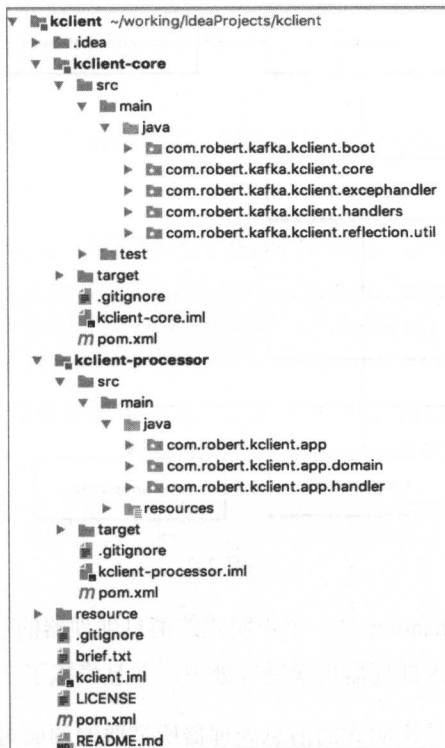 kclient ~/working/IdeaProjects/kclient
.idea
kclient-core
src
main
java
com.robert.kafka.kclient.boot
com.robert.kafka.kclient.core
com.robert.kafka.kclient.excephandler
com.robert.kafka.kclient.handlers
com.robert.kafka.kclient.reflection.util
test
target
.gitignore
kclient-core.iml
pom.xml
kclient-processor
src
main
java
com.robert.kclient.app
com.robert.kclient.app.domain
com.robert.kclient.app.handler
resources
target
.gitignore
kclient-processor.iml
pom.xml
resource
.gitignore
brief.txt
kclient.iml
LICENSE
pom.xml
README.md